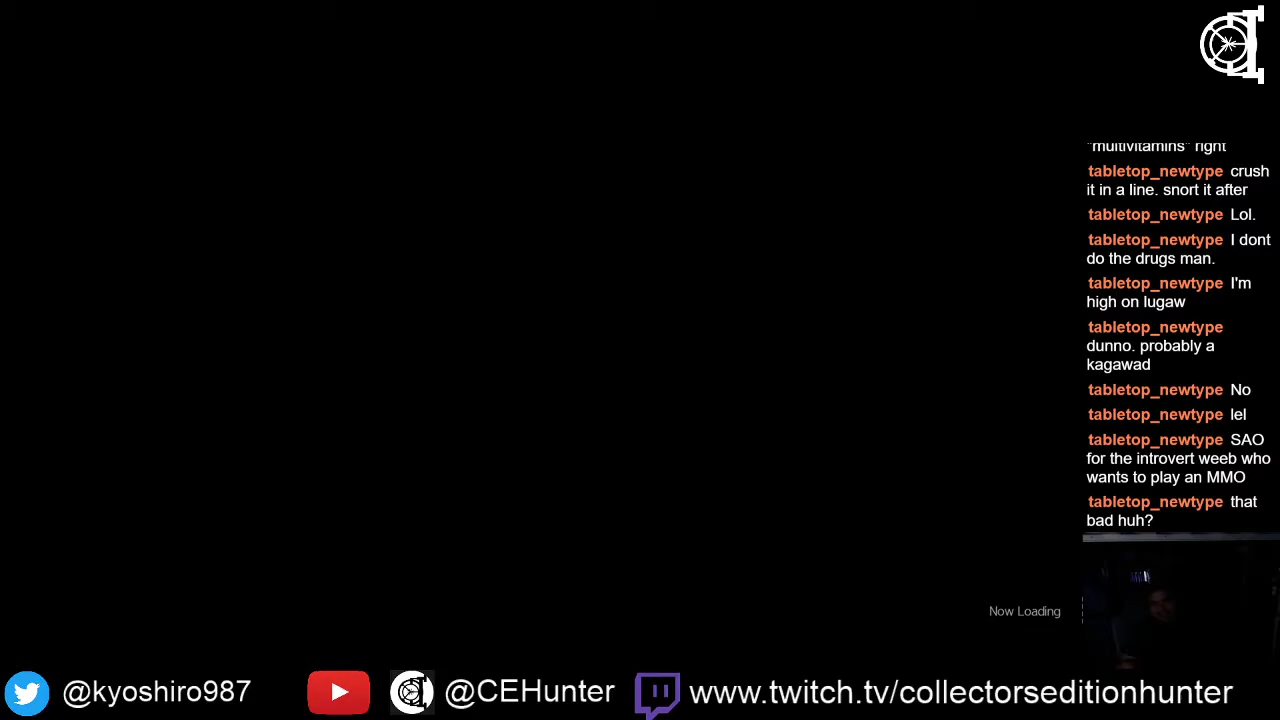 "multivitamins" right
tabletop_newtype crush
it in a line. snort it after
tabletop_newtype Lol.
tabletop_newtype I dont
do the drugs man.
tabletop_newtype I'm
high on lugaw
tabletop_newtype
dunno. probably a
kagawad
tabletop_newtype No
tabletop_newtype lel
tabletop_newtype SAO
for the introvert weeb who
wants to play an MMO
tabletop_newtype that
bad huh?
Now Loading
@kyoshiro987
@CEHunter
www.twitch.tv/collectorseditionhunter